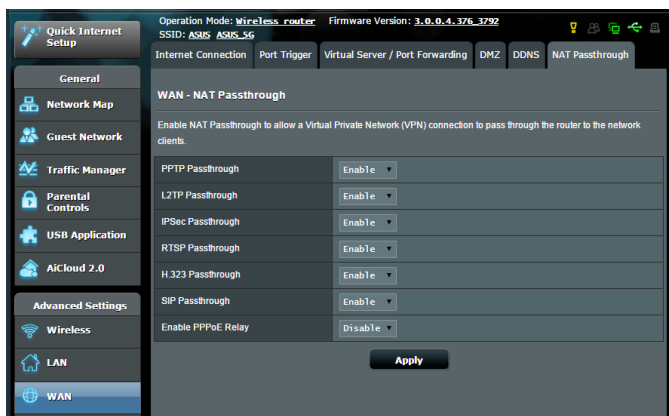 Quick Internet
Setup
Operation Mode: Wireless router Firmware Version: 3.0.0.4.376_3792
SSID: ASUS ASUS_5G
Internet Connection Port Trigger Virtual Server / Port Forwarding DMZ DDNS NAT Passthrough
General
Network Map
Guest Network
Traffic Manager
Parental
Controls
USB Application
AiCloud 2.0
Advanced Settings
Wireless
LAN
WAN
WAN - NAT Passthrough
Enable NAT Passthrough to allow a Virtual Private Network (VPN) connection to pass through the router to the network
clients.
PPTP Passthrough Enable
L2TP Passthrough Enable
IPSec Passthrough Enable
RTSP Passthrough Enable
H.323 Passthrough Enable
SIP Passthrough Enable
Enable PPPoE Relay Disable
Apply